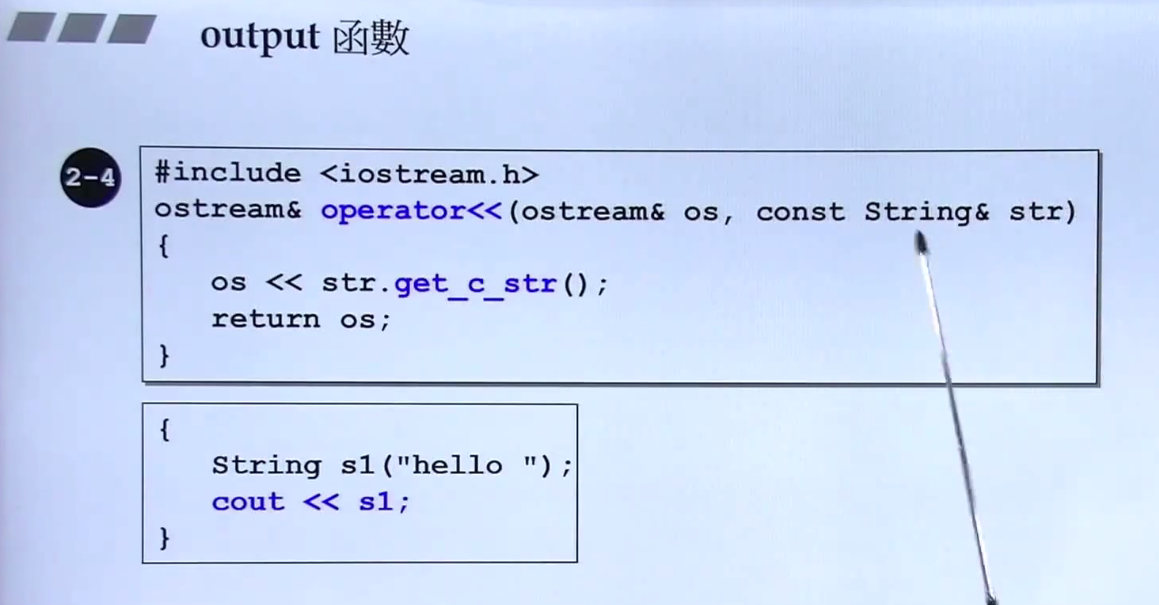 output 函數
2-4
#include <iostream.h>
ostream& operator<<(ostream& os, const String& str)
{
os << str.get_c_str();
return os;
}
{
String s1("hello ");
cout << s1;
}